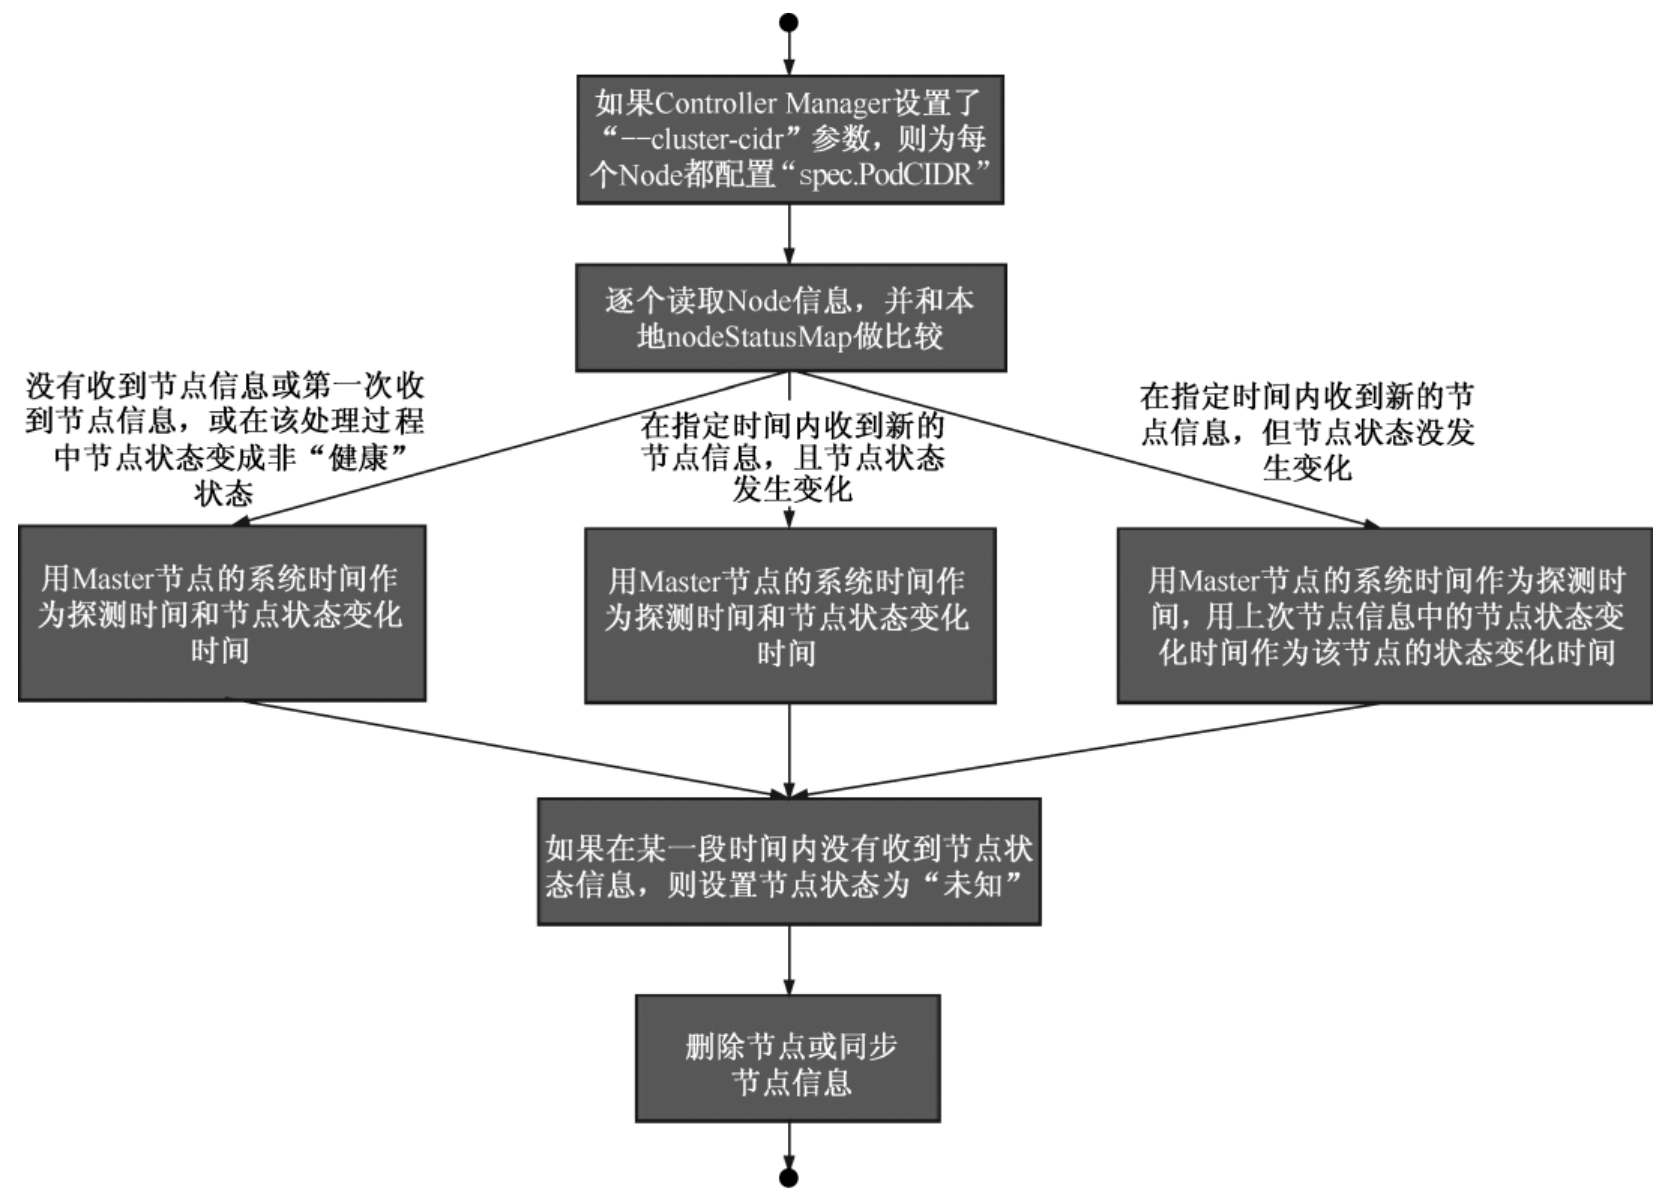 如果Controller Manager设置了
“--cluster-cidr”参数，则为每
个Node都配置“spec.PodCIDR”
逐个读取Node信息，并和本
地nodeStatusMap做比较
没有收到节点信息或第一次收
到节点信息，或在该处理过程
中节点状态变成非“健康”
状态
在指定时间内收到新的
节点信息，且节点状态
发生变化
在指定时间内收到新的节
点信息，但节点状态没发
生变化
用Master节点的系统时间作
为探测时间和节点状态变化
时间
用Master节点的系统时间作
为探测时间和节点状态变化
时间
用Master节点的系统时间作为探测时
间，用上次节点信息中的节点状态变
化时间作为该节点的状态变化时间
如果在某一段时间内没有收到节点状
态信息，则设置节点状态为“未知”
删除节点或同步
节点信息